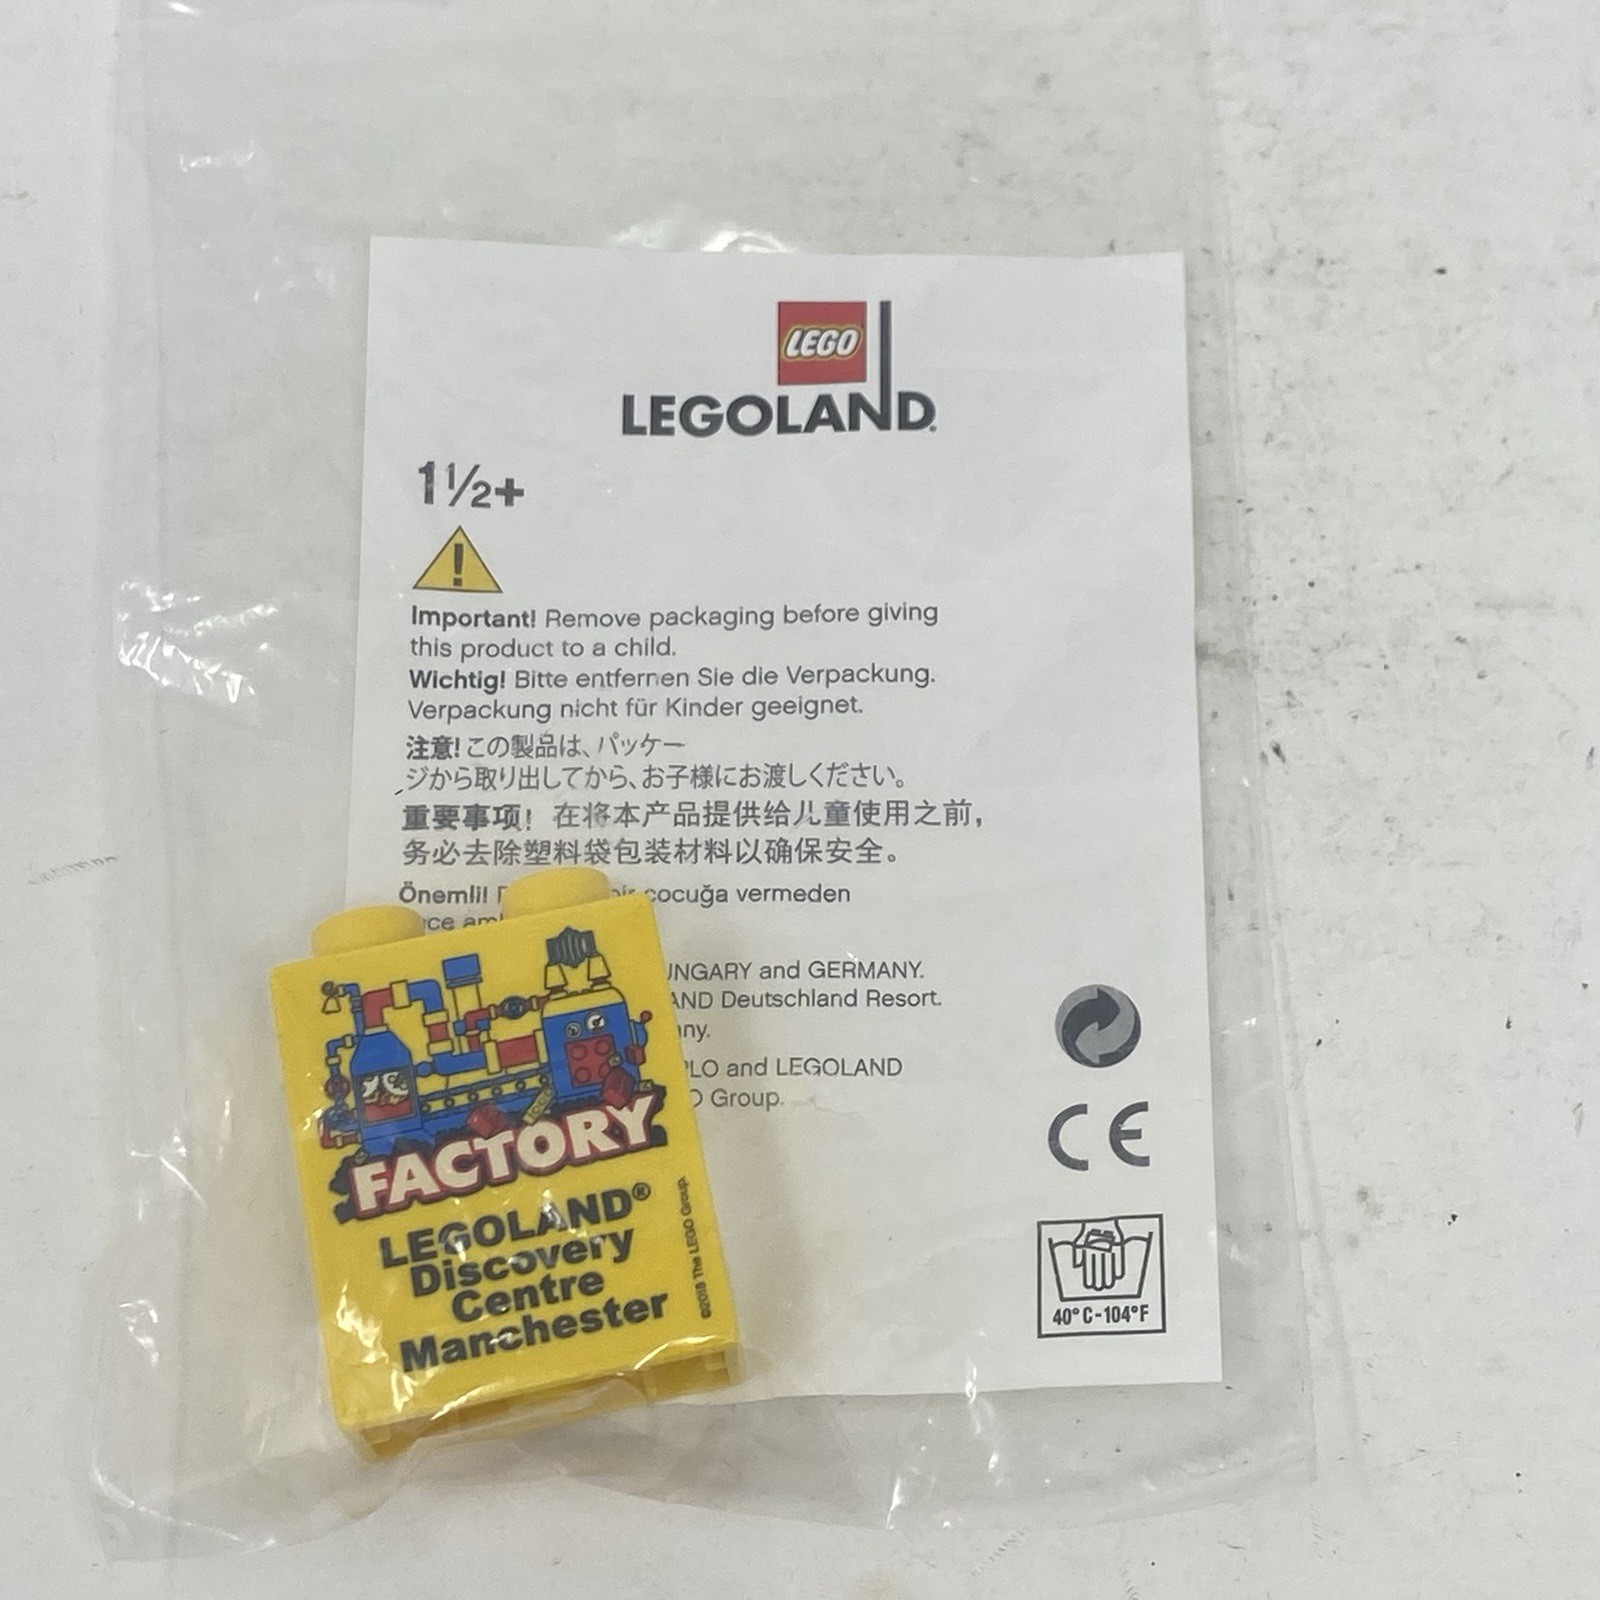 LEGO
LEGOLAND®
1½+
Important! Remove packaging before giving
this product to a child.
Wichtig! Bitte entfernen Sie die Verpackung.
Verpackung nicht für Kinder geeignet.
注意!この製品は、パッケー
ジから取り出してから、お子様にお渡しください。
重要事项!在将本产品提供给儿童使用之前,
务必去除塑料袋包装材料以确保安全。
Önemli! çocuğa vermeden
and GERMANY.
Deutschland Resort.
and LEGOLAND
Group.
CE
40°C-104°F
FACTORY
LEGOLAND®
Discovery
Centre
Manchester
©2018 The LEGO Group.